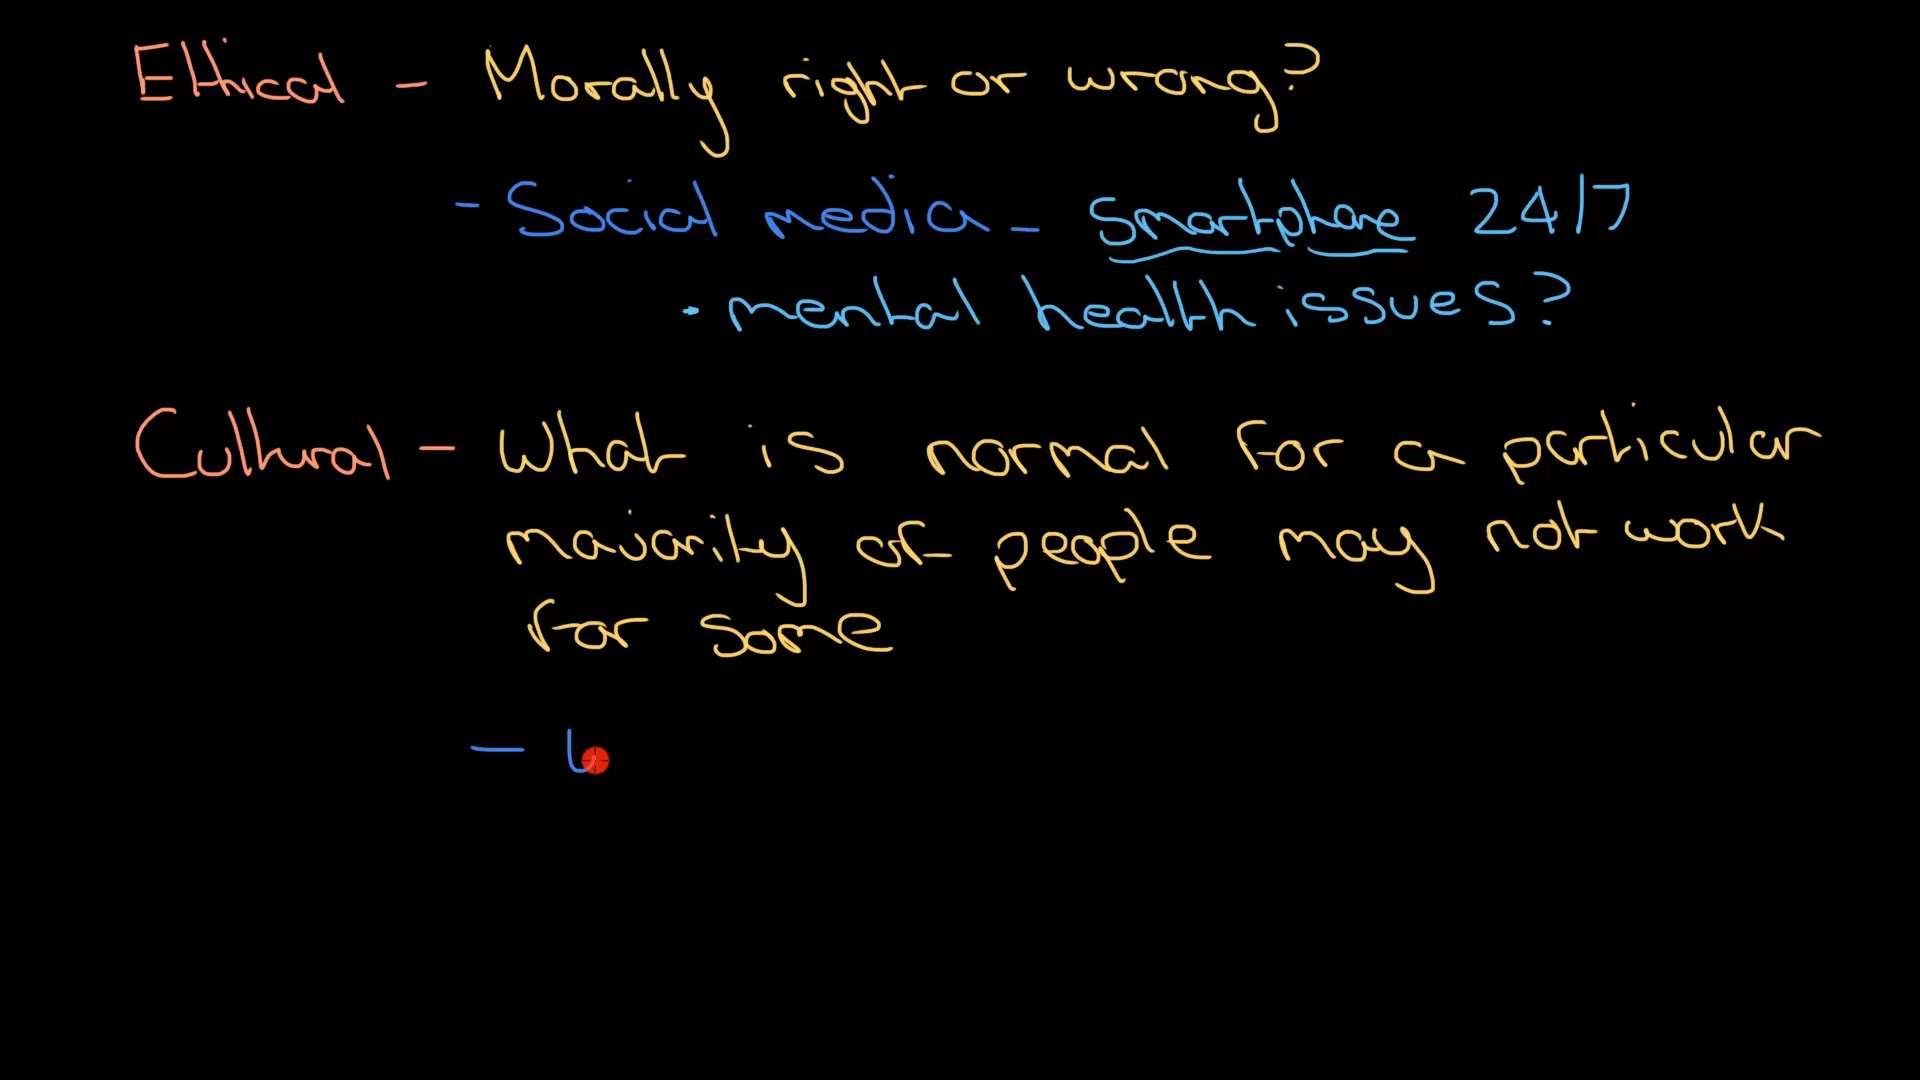 Ethical - Morally right or wrong?
- Social media - smartphone 24/7
• mental health issues?
Cultural - What is normal for a particular
majority of people may not work
for some
-